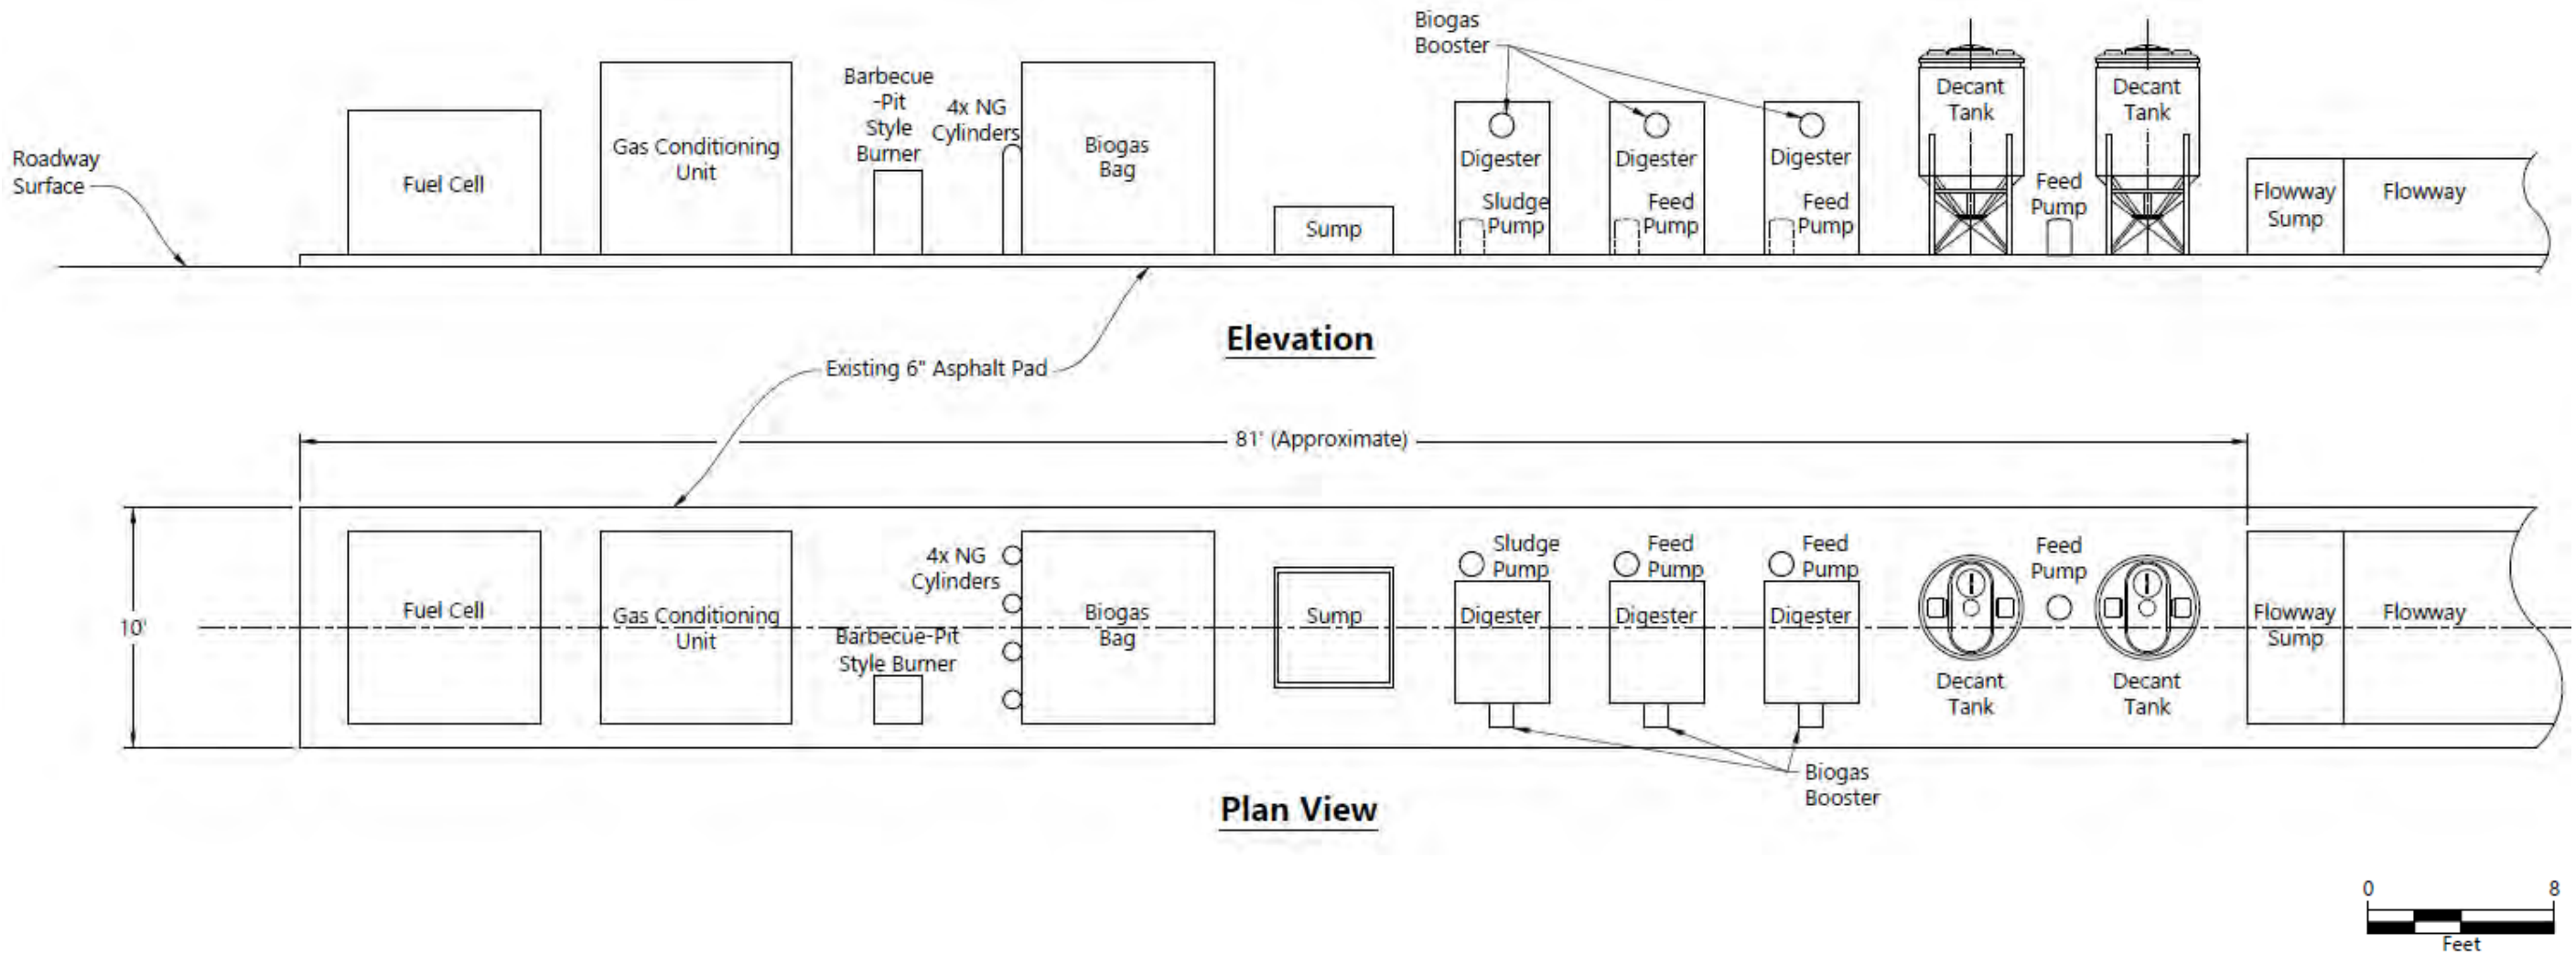 Biogas
Booster
Roadway
Surface
Fuel Cell
Gas Conditioning
Unit
Barbecue
-Pit
Style
Burner
4x NG
Cylinders
Biogas
Bag
Sump
Digester
Sludge
Pump
Digester
Feed
Pump
Digester
Feed
Pump
Decant
Tank
Feed
Pump
Decant
Tank
Flowway
Sump
Flowway
Elevation
Existing 6" Asphalt Pad
81' (Approximate)
10'
Fuel Cell
Gas Conditioning
Unit
4x NG
Cylinders
Barbecue-Pit
Style Burner
Biogas
Bag
Sump
Sludge
Pump
Digester
Feed
Pump
Digester
Feed
Pump
Digester
Decant
Tank
Feed
Pump
Decant
Tank
Flowway
Sump
Flowway
Biogas
Booster
Plan View
0 8
Feet